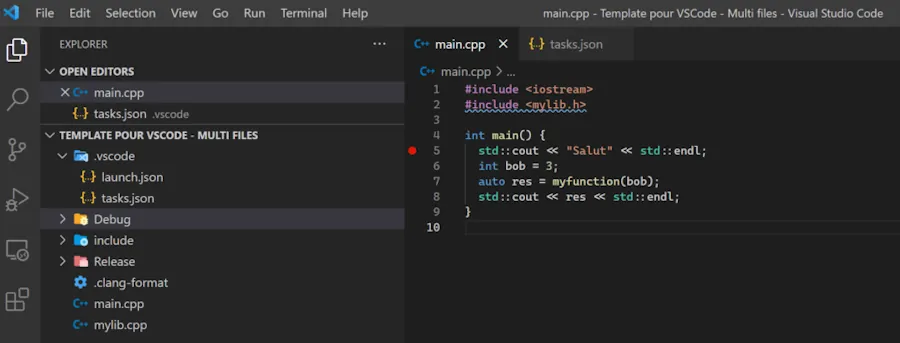 File Edit Selection View Go Run Terminal Help main.cpp - Template pour VSCode - Multi files - Visual Studio Code
EXPLORER ···
main.cpp × tasks.json
OPEN EDITORS
main.cpp > ...
× main.cpp
tasks.json .vscode
TEMPLATE POUR VSCODE - MULTI FILES
.vscode
launch.json
tasks.json
Debug
include
Release
.clang-format
main.cpp
mylib.cpp
1 #include <iostream>
2 #include <mylib.h>
3
4 int main() {
5 std::cout << "Salut" << std::endl;
6 int bob = 3;
7 auto res = myfunction(bob);
8 std::cout << res << std::endl;
9 }
10